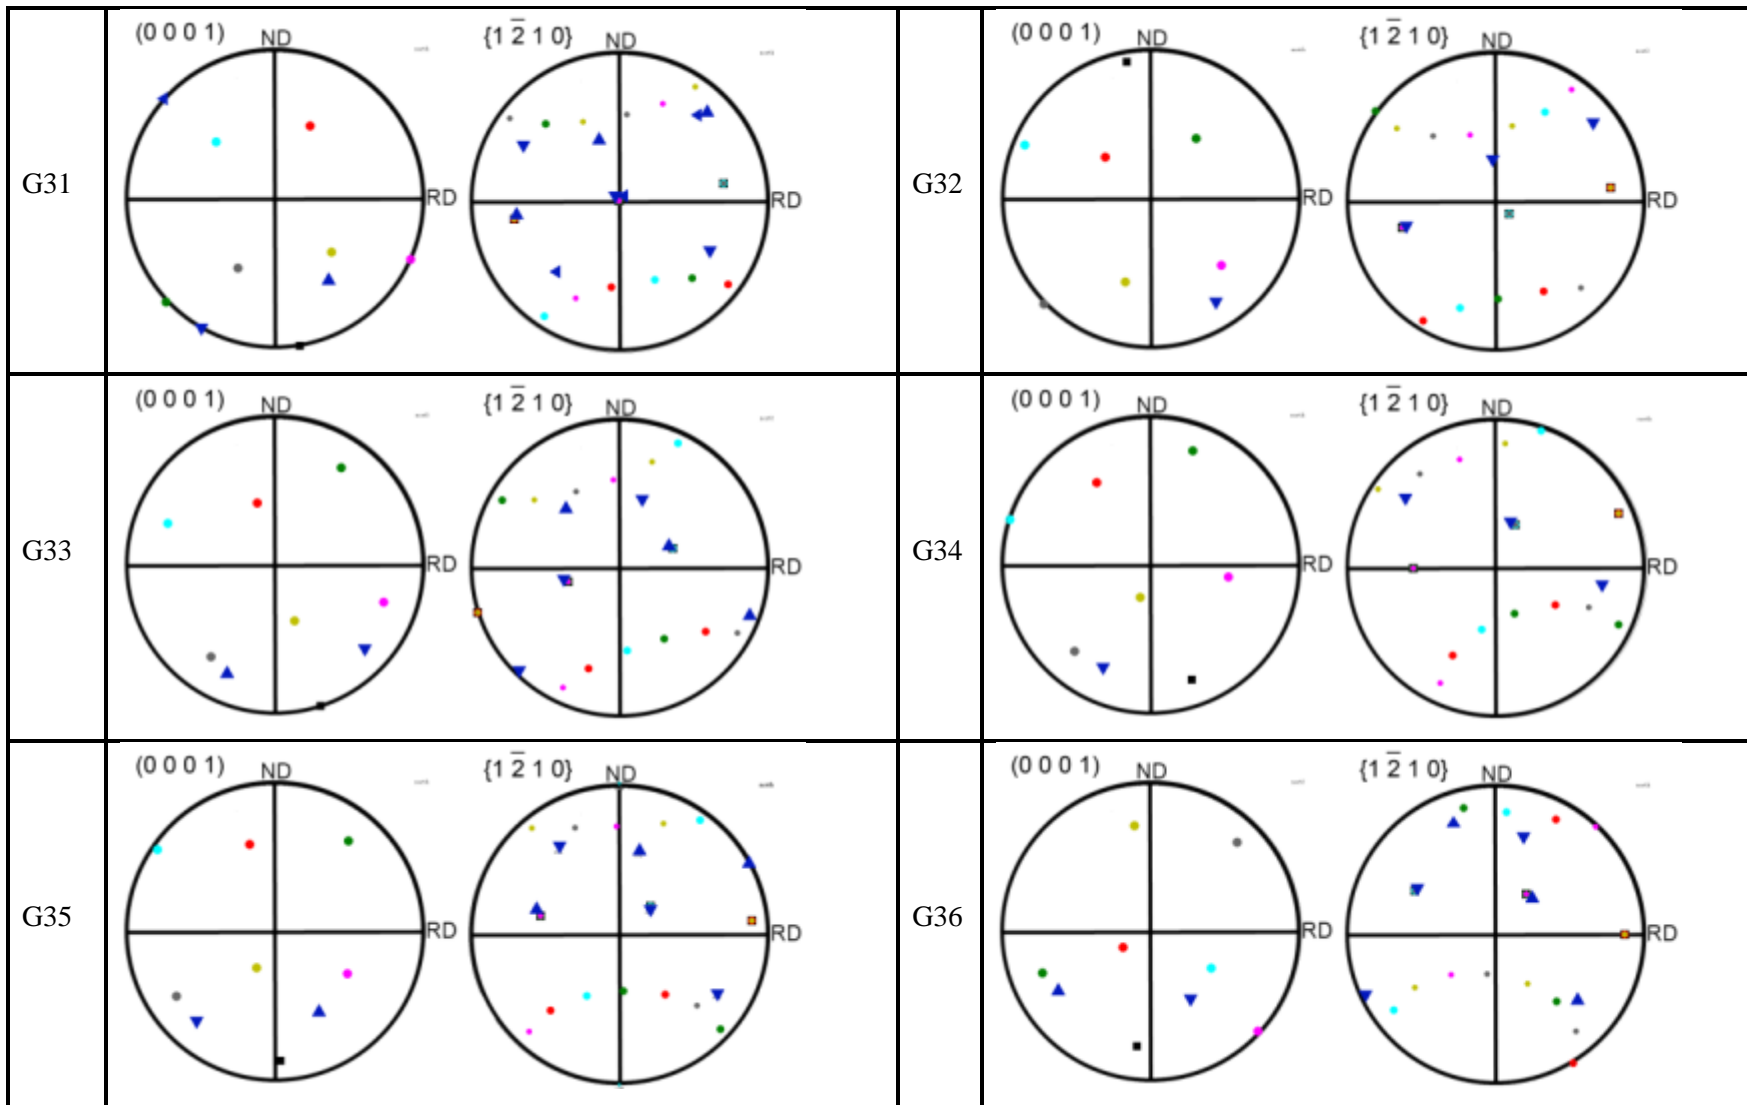 (0 0 0 1) ND {1 2̅ 1 0} ND (0 0 0 1) ND {1 2̅ 1 0} ND
G31 RD RD G32 RD RD
(0 0 0 1) ND {1 2̅ 1 0} ND (0 0 0 1) ND {1 2̅ 1 0} ND
G33 RD RD G34 RD RD
(0 0 0 1) ND {1 2̅ 1 0} ND (0 0 0 1) ND {1 2̅ 1 0} ND
G35 RD RD G36 RD RD